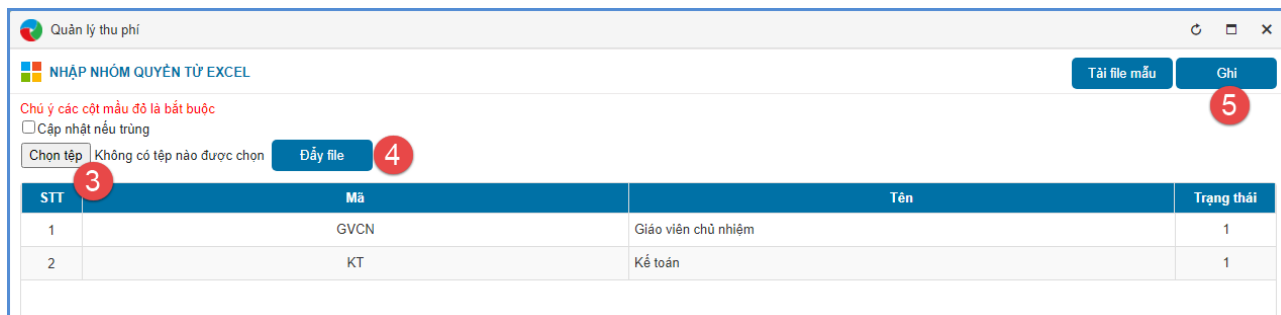 Quản lý thu phí
NHẬP NHÓM QUYỀN TỪ EXCEL
Tải file mẫu
Ghi
5
Chú ý các cột mầu đỏ là bắt buộc
Cập nhật nếu trùng
Chọn tệp Không có tệp nào được chọn Đẩy file 4
3
STT Mã Tên Trạng thái
1 GVCN Giáo viên chủ nhiệm 1
2 KT Kế toán 1